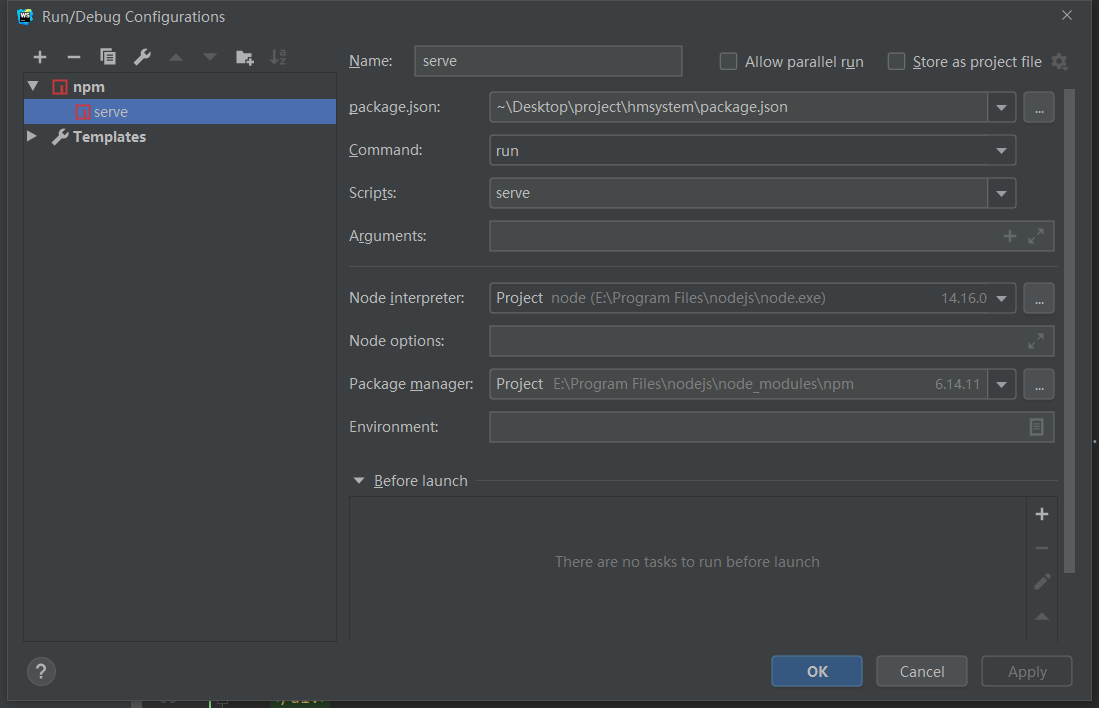 Run/Debug Configurations
Name: serve Allow parallel run Store as project file
npm
serve
Templates
package.json: ~\Desktop\project\hmsystem\package.json ...
Command: run
Scripts: serve
Arguments:
Node interpreter: Project node (E:\Program Files\nodejs\node.exe) 14.16.0 ...
Node options:
Package manager: Project E:\Program Files\nodejs\node_modules\npm 6.14.11 ...
Environment:
Before launch
There are no tasks to run before launch
? OK Cancel Apply